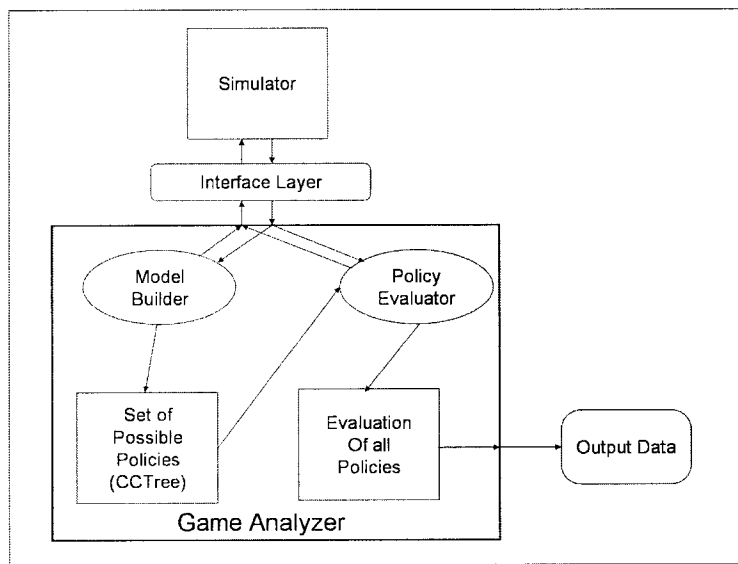 Simulator
Interface Layer
Model
Builder
Policy
Evaluator
Set of
Possible
Policies
(CCTree)
Evaluation
Of all
Policies
Output Data
Game Analyzer